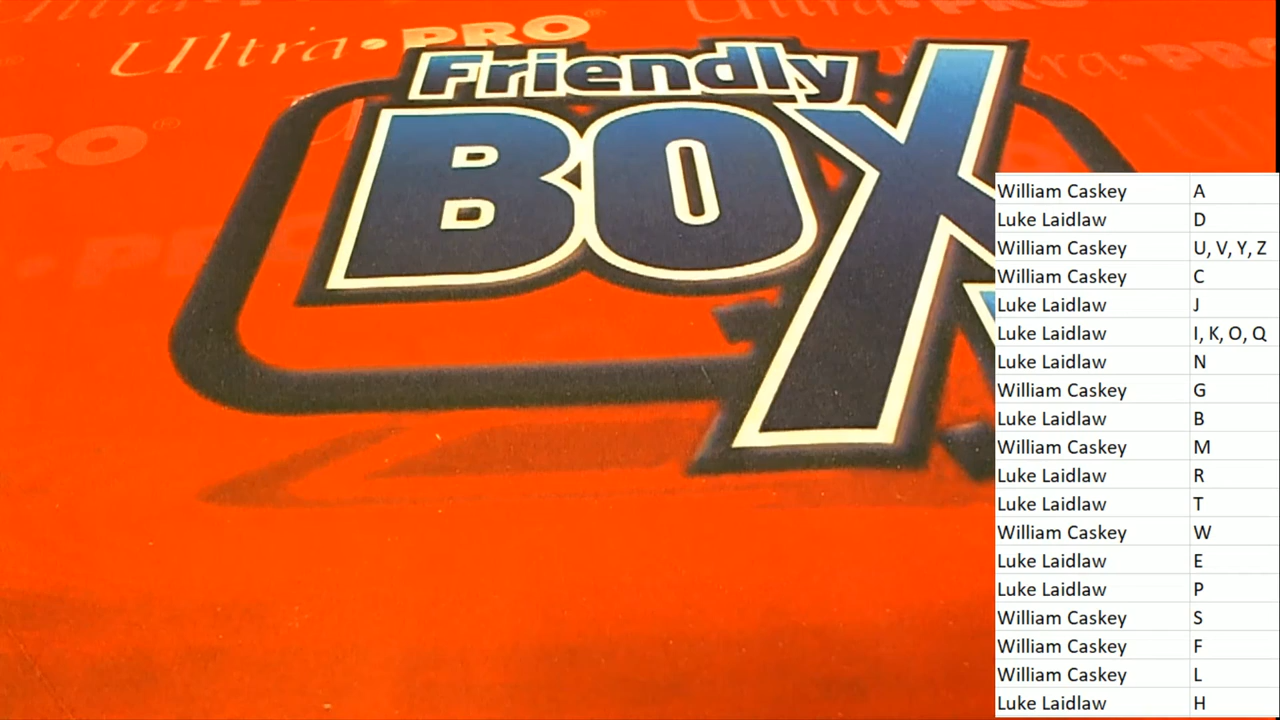 Ultra•PRO®
Ultra•PRO
Friendly
BOX
PRO®
William Caskey A
Luke Laidlaw D
William Caskey U, V, Y, Z
William Caskey C
Luke Laidlaw J
Luke Laidlaw I, K, O, Q
Luke Laidlaw N
William Caskey G
Luke Laidlaw B
William Caskey M
Luke Laidlaw R
Luke Laidlaw T
William Caskey W
Luke Laidlaw E
Luke Laidlaw P
William Caskey S
William Caskey F
William Caskey L
Luke Laidlaw H